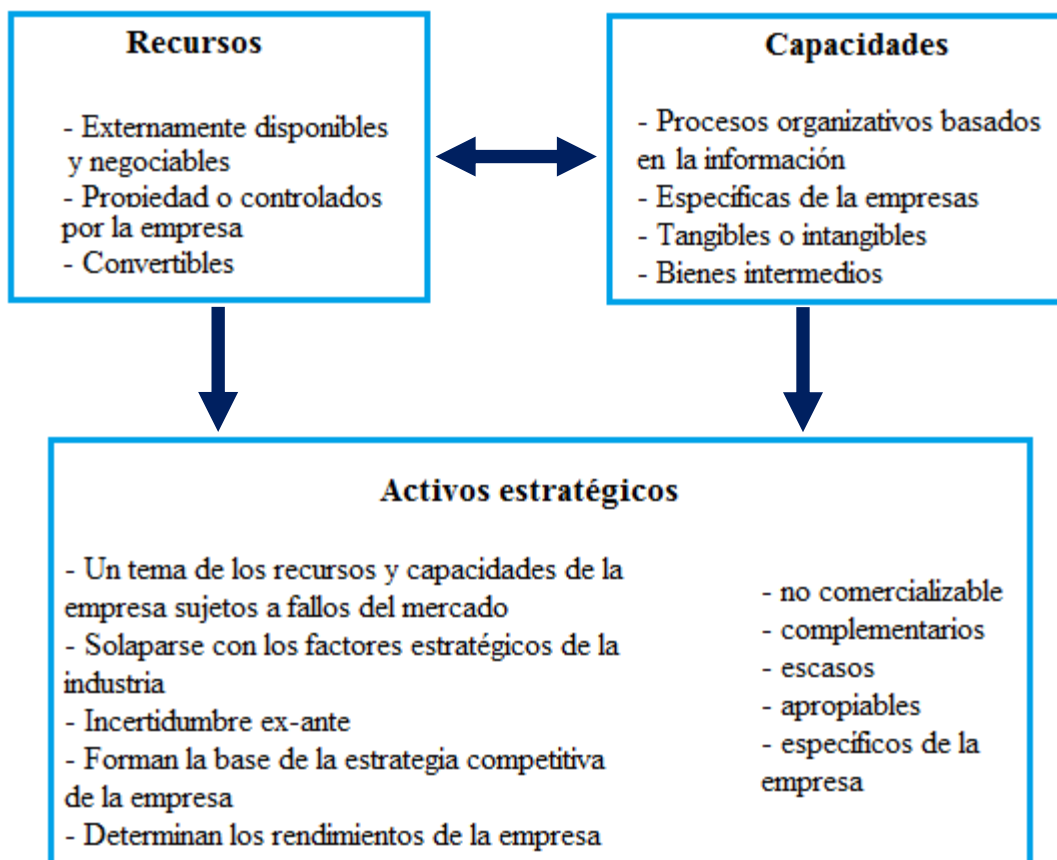 Recursos
- Externamente disponibles
y negociables
- Propiedad o controlados
por la empresa
- Convertibles
Capacidades
- Procesos organizativos basados
en la información
- Específicas de la empresas
- Tangibles o intangibles
- Bienes intermedios
Activos estratégicos
- Un tema de los recursos y capacidades de la
empresa sujetos a fallos del mercado
- Solaparse con los factores estratégicos de la
industria
- Incertidumbre ex-ante
- Forman la base de la estrategia competitiva
de la empresa
- Determinan los rendimientos de la empresa
- no comercializable
- complementarios
- escasos
- apropiables
- específicos de la
empresa